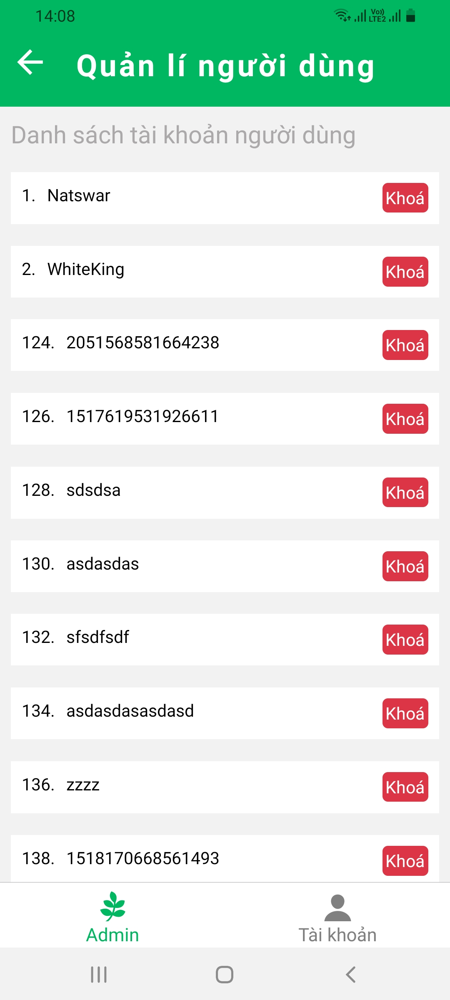 14:08 Vo)) LTE2
Quản lí người dùng
Danh sách tài khoản người dùng
1. Natswar Khoá
2. WhiteKing Khoá
124. 2051568581664238 Khoá
126. 1517619531926611 Khoá
128. sdsdsa Khoá
130. asdasdas Khoá
132. sfsdfsdf Khoá
134. asdasdasasdasd Khoá
136. zzzz Khoá
138. 1518170668561493 Khoá
Admin Tài khoản